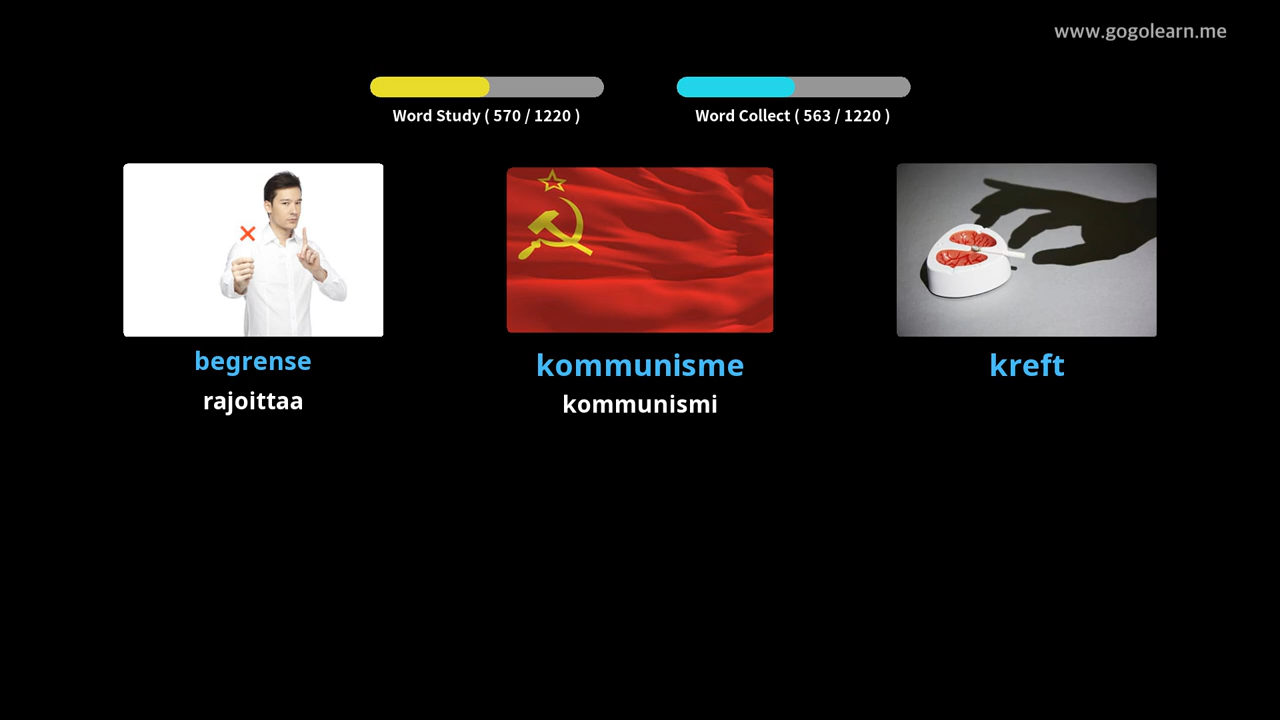 www.gogolearn.me
Word Study ( 570 / 1220 )
Word Collect ( 563 / 1220 )
begrense
rajoittaa
kommunisme
kommunismi
kreft